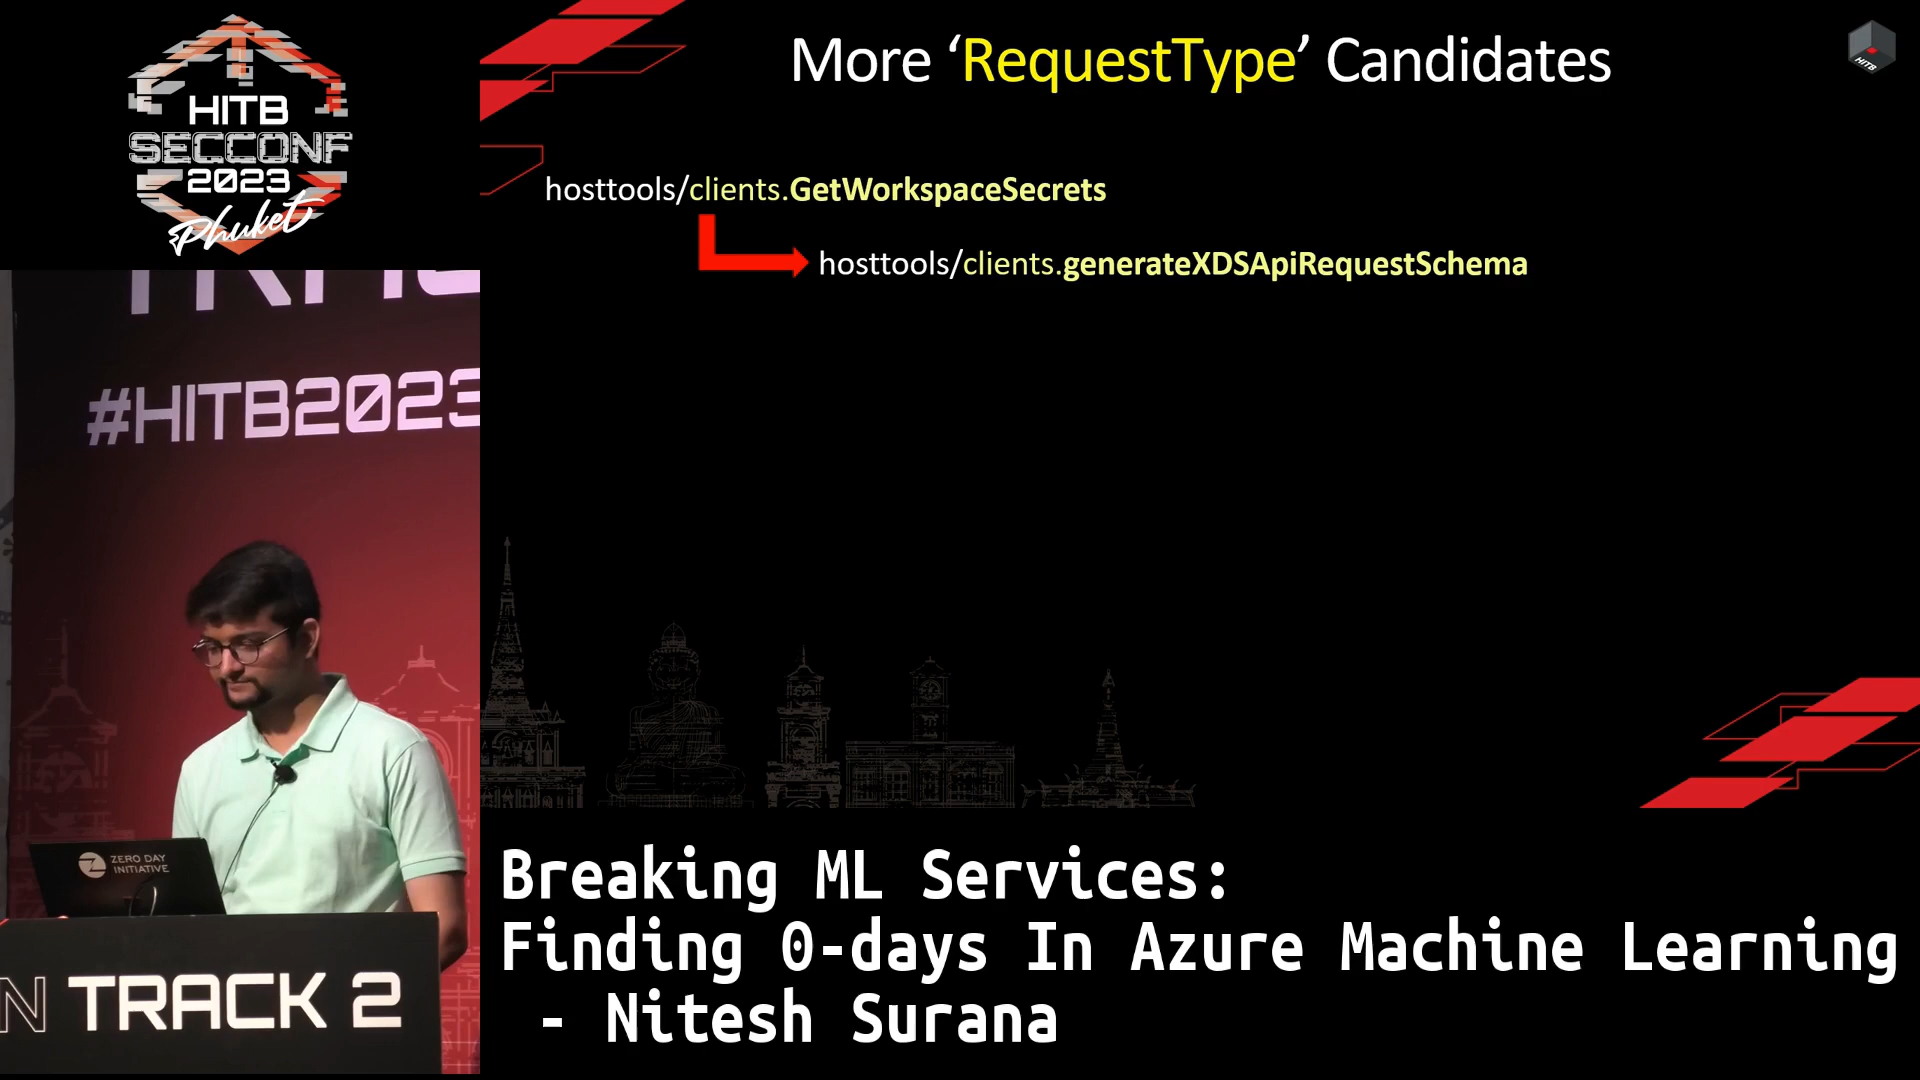 HITB
SECCONF
2023
Phuket
More ‘RequestType’ Candidates
HITB
hosttools/clients.GetWorkspaceSecrets
hosttools/clients.generateXDSApiRequestSchema
#HITB2023
ZERO DAY
INITIATIVE
N TRACK 2
Breaking ML Services:
Finding 0-days In Azure Machine Learning
- Nitesh Surana